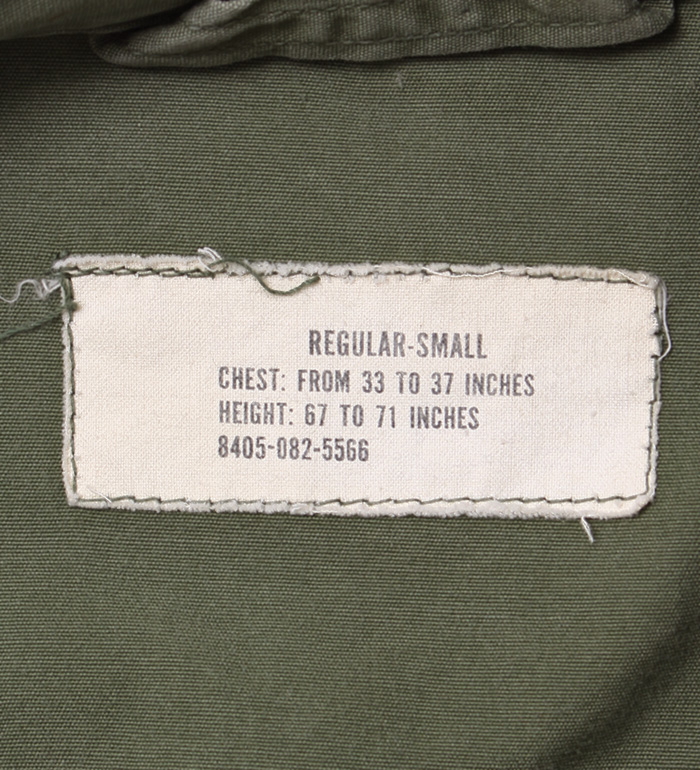 REGULAR-SMALL
CHEST: FROM 33 TO 37 INCHES
HEIGHT: 67 TO 71 INCHES
8405-082-5566